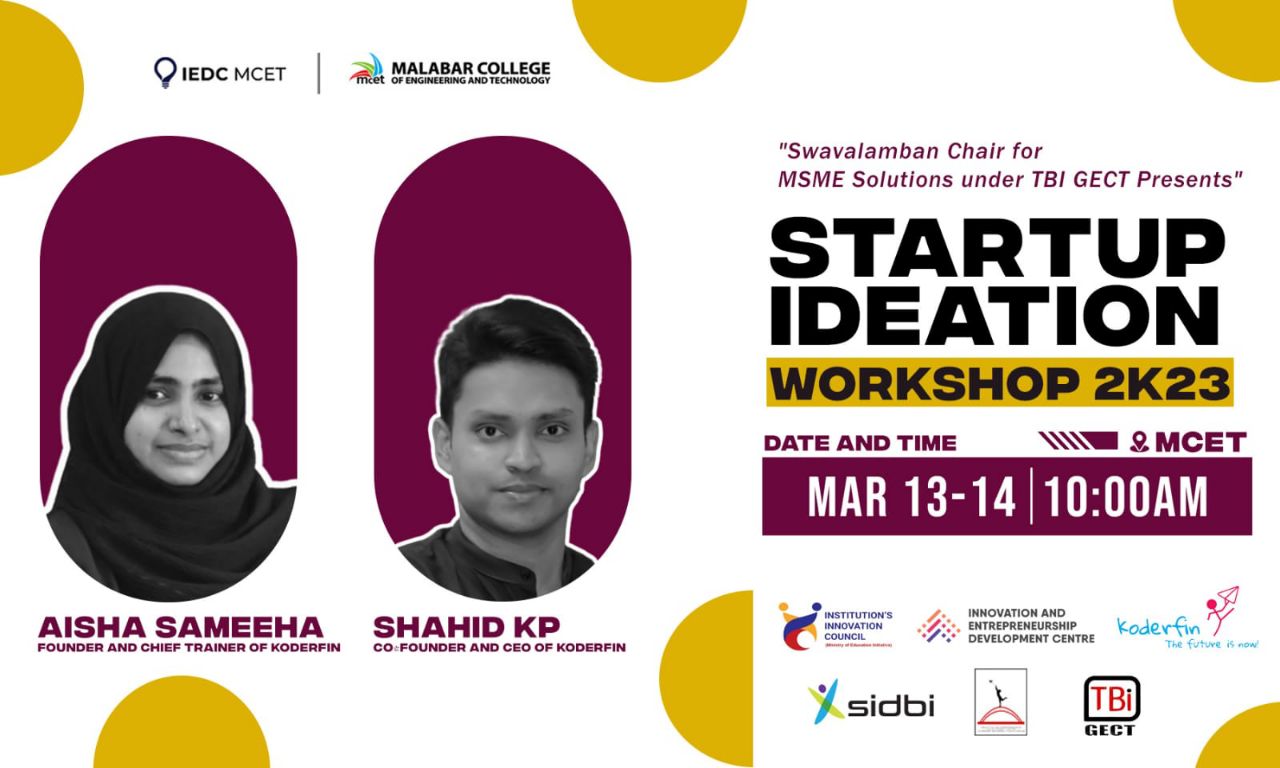 IEDC MCET
mcet
MALABAR COLLEGE
OF ENGINEERING AND TECHNOLOGY
"Swavalamban Chair for
MSME Solutions under TBI GECT Presents"
STARTUP
IDEATION
WORKSHOP 2K23
DATE AND TIME
MCET
MAR 13-14 | 10:00AM
AISHA SAMEEHA
FOUNDER AND CHIEF TRAINER OF KODERFIN
SHAHID KP
CO-FOUNDER AND CEO OF KODERFIN
INSTITUTION'S
INNOVATION
COUNCIL
(Ministry of Education Initiative)
INNOVATION AND
ENTREPRENEURSHIP
DEVELOPMENT CENTRE
koderfin
The future is now!
sidbi
TBi
GECT